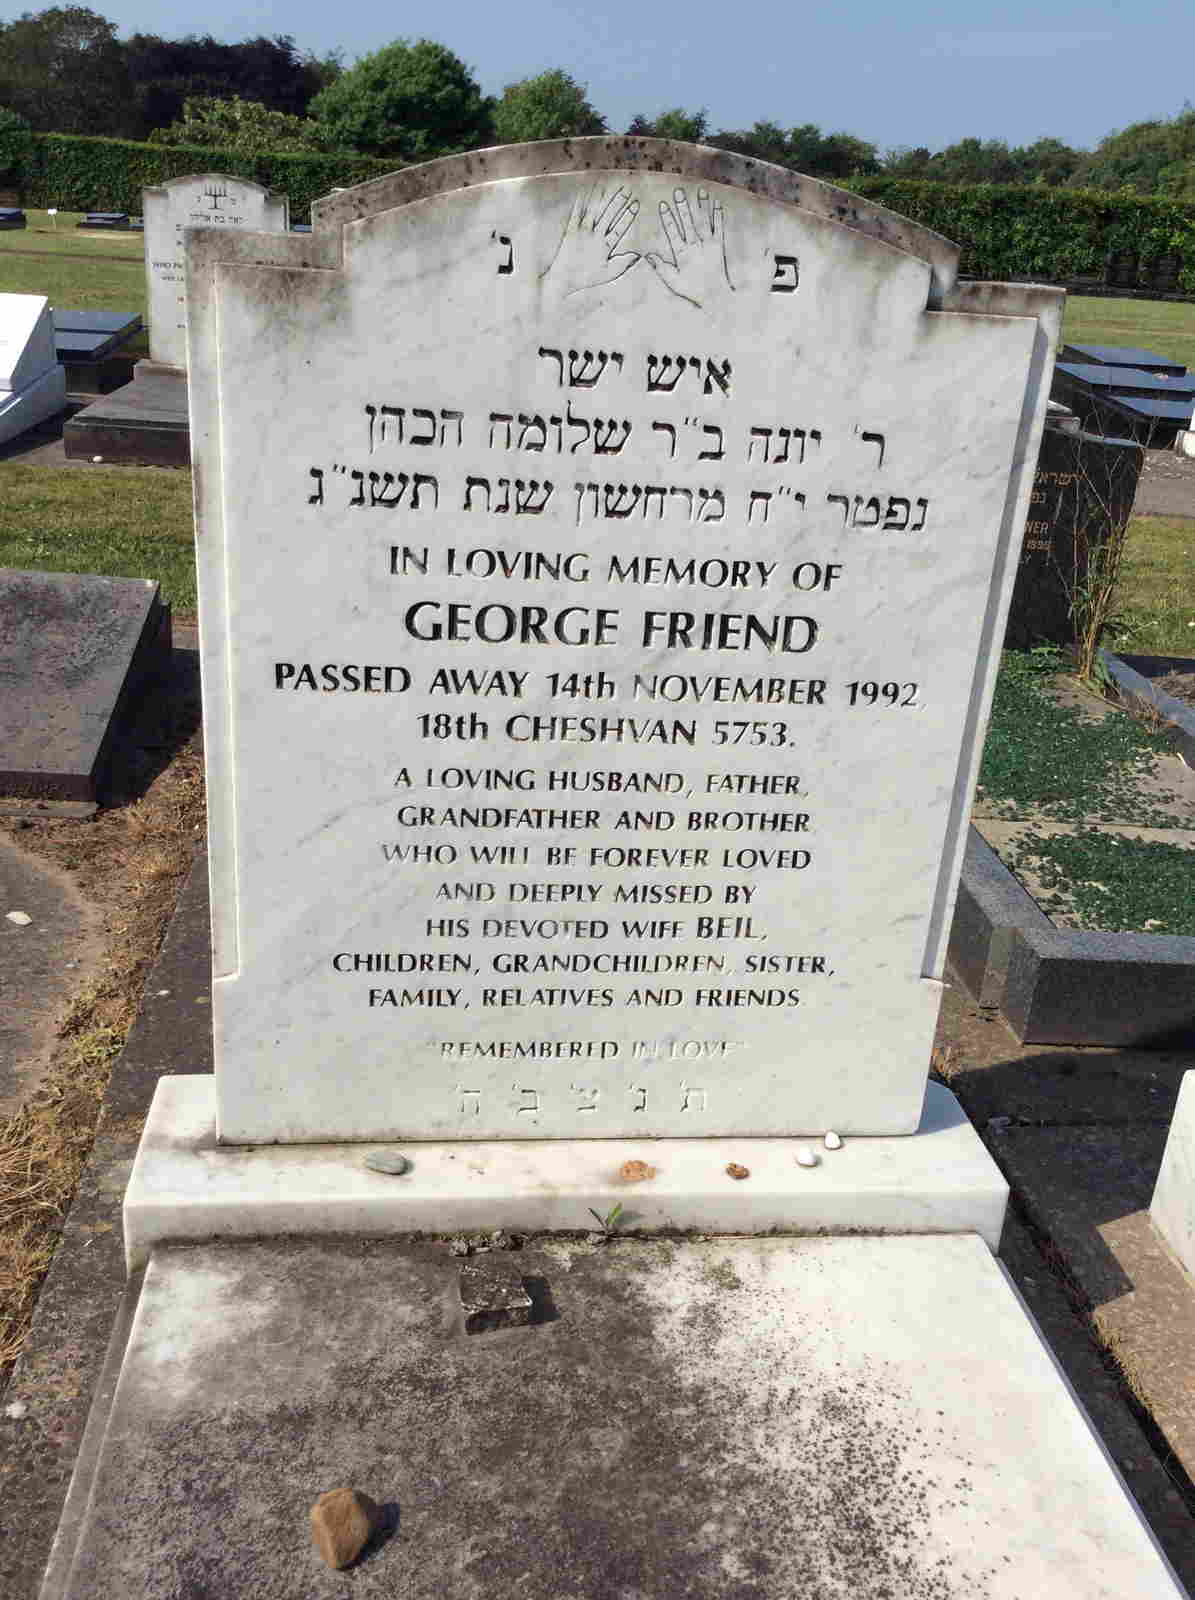 פ' נ'
איש ישר
ר' יונה ב"ר שלומה הכהן
נפטר י"ח מרחשון שנת תשנ"ג
IN LOVING MEMORY OF
GEORGE FRIEND
PASSED AWAY 14th NOVEMBER 1992,
18th CHESHVAN 5753.
A LOVING HUSBAND, FATHER,
GRANDFATHER AND BROTHER
WHO WILL BE FOREVER LOVED
AND DEEPLY MISSED BY
HIS DEVOTED WIFE BEIL,
CHILDREN, GRANDCHILDREN, SISTER,
FAMILY, RELATIVES AND FRIENDS.
"REMEMBERED IN LOVE"
ת' נ' צ' ב' ה'